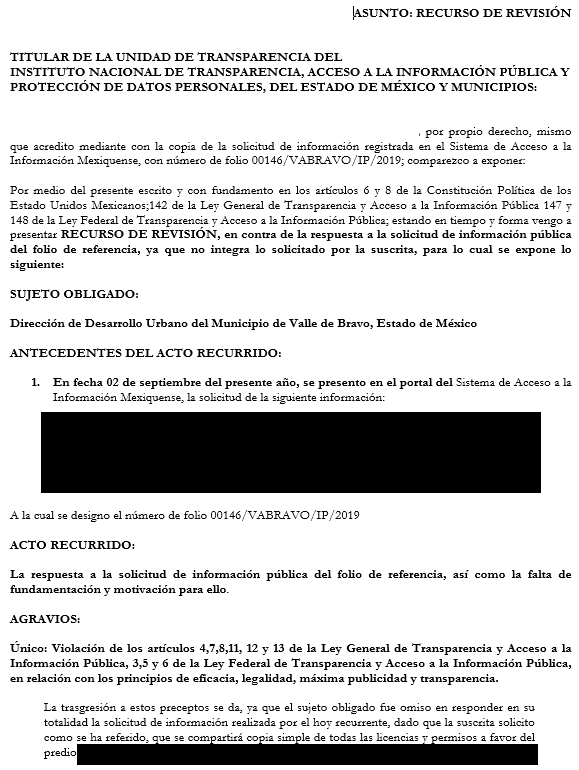 ASUNTO: RECURSO DE REVISIÓN
TITULAR DE LA UNIDAD DE TRANSPARENCIA DEL
INSTITUTO NACIONAL DE TRANSPARENCIA, ACCESO A LA INFORMACIÓN PÚBLICA Y
PROTECCIÓN DE DATOS PERSONALES, DEL ESTADO DE MÉXICO Y MUNICIPIOS:
, por propio derecho, mismo
que acredito mediante con la copia de la solicitud de información registrada en el Sistema de Acceso a la
Información Mexiquense, con número de folio 00146/VABRAVO/IP/2019; comparezco a exponer:
Por medio del presente escrito y con fundamento en los artículos 6 y 8 de la Constitución Política de los
Estado Unidos Mexicanos;142 de la Ley General de Transparencia y Acceso a la Información Pública 147 y
148 de la Ley Federal de Transparencia y Acceso a la Información Pública; estando en tiempo y forma vengo a
presentar RECURSO DE REVISIÓN, en contra de la respuesta a la solicitud de información pública
del folio de referencia, ya que no integra lo solicitado por la suscrita, para lo cual se expone lo
siguiente:
SUJETO OBLIGADO:
Dirección de Desarrollo Urbano del Municipio de Valle de Bravo, Estado de México
ANTECEDENTES DEL ACTO RECURRIDO:
1. En fecha 02 de septiembre del presente año, se presento en el portal del Sistema de Acceso a la
Información Mexiquense, la solicitud de la siguiente información:
A la cual se designo el número de folio 00146/VABRAVO/IP/2019
ACTO RECURRIDO:
La respuesta a la solicitud de información pública del folio de referencia, así como la falta de
fundamentación y motivación para ello.
AGRAVIOS:
Único: Violación de los artículos 4,7,8,11, 12 y 13 de la Ley General de Transparencia y Acceso a la
Información Pública, 3,5 y 6 de la Ley Federal de Transparencia y Acceso a la Información Pública,
en relación con los principios de eficacia, legalidad, máxima publicidad y transparencia.
La trasgresión a estos preceptos se da, ya que el sujeto obligado fue omiso en responder en su
totalidad la solicitud de información realizada por el hoy recurrente, dado que la suscrita solicito
como se ha referido, que se compartirá copia simple de todas las licencias y permisos a favor del
predio